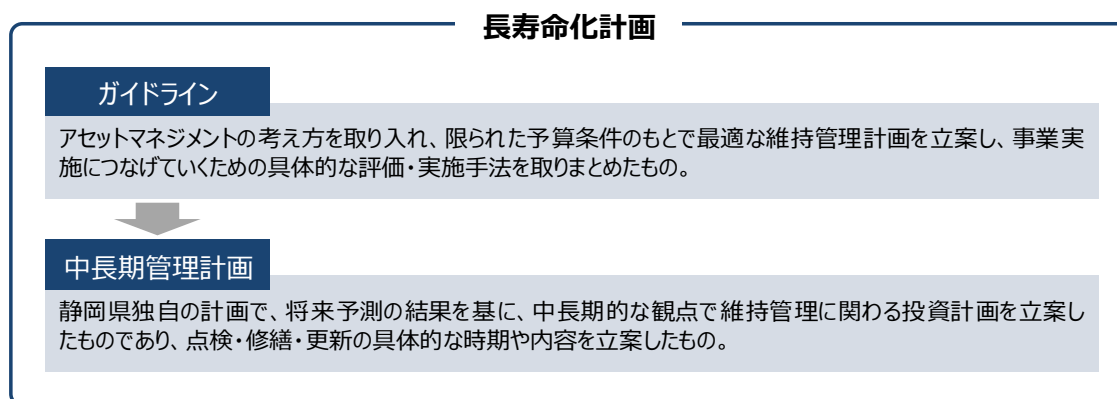 長寿命化計画
ガイドライン
アセットマネジメントの考え方を取り入れ、限られた予算条件のもとで最適な維持管理計画を立案し、事業実
施につなげていくための具体的な評価・実施手法を取りまとめたもの。
中長期管理計画
静岡県独自の計画で、将来予測の結果を基に、中長期的な観点で維持管理に関わる投資計画を立案し
たものであり、点検・修繕・更新の具体的な時期や内容を立案したもの。